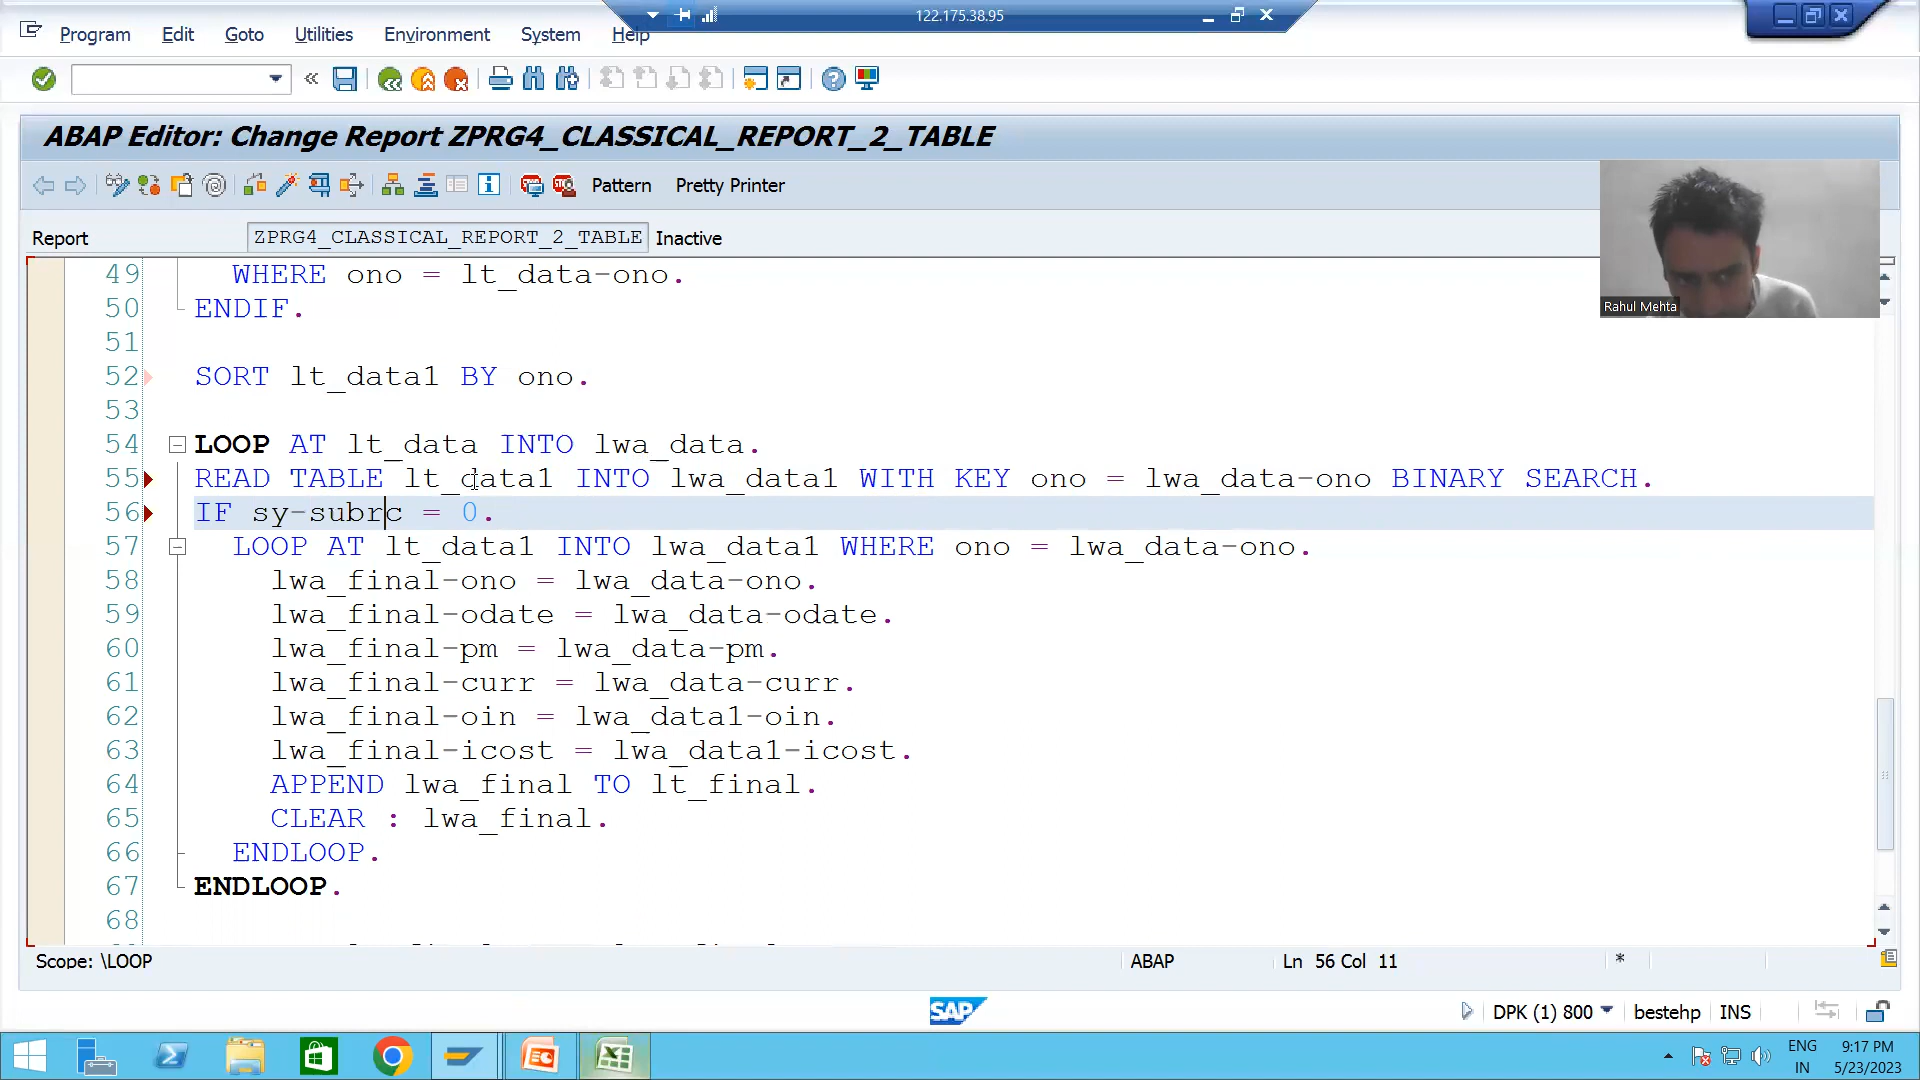 122.175.38.95
Program Edit Goto Utilities Environment System Help
ABAP Editor: Change Report ZPRG4_CLASSICAL_REPORT_2_TABLE
Pattern Pretty Printer
Report ZPRG4_CLASSICAL_REPORT_2_TABLE Inactive
Rahul Mehta
49 WHERE ono = lt_data-ono.
50 ENDIF.
51
52 SORT lt_data1 BY ono.
53
54 LOOP AT lt_data INTO lwa_data.
55 READ TABLE lt_data1 INTO lwa_data1 WITH KEY ono = lwa_data-ono BINARY SEARCH.
56 IF sy-subrc = 0.
57 LOOP AT lt_data1 INTO lwa_data1 WHERE ono = lwa_data-ono.
58 lwa_final-ono = lwa_data-ono.
59 lwa_final-odate = lwa_data-odate.
60 lwa_final-pm = lwa_data-pm.
61 lwa_final-curr = lwa_data-curr.
62 lwa_final-oin = lwa_data1-oin.
63 lwa_final-icost = lwa_data1-icost.
64 APPEND lwa_final TO lt_final.
65 CLEAR : lwa_final.
66 ENDLOOP.
67 ENDLOOP.
68
Scope: \LOOP ABAP Ln 56 Col 11 *
SAP DPK (1) 800 bestehp INS
ENG 9:17 PM
IN 5/23/2023